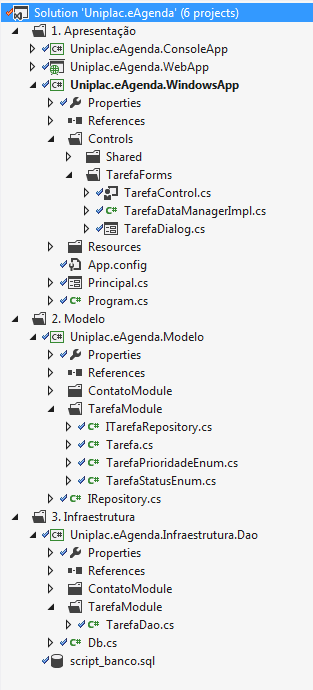 Solution 'Uniplac.eAgenda' (6 projects)
1. Apresentação
Uniplac.eAgenda.ConsoleApp
Uniplac.eAgenda.WebApp
Uniplac.eAgenda.WindowsApp
Properties
References
Controls
Shared
TarefaForms
TarefaControl.cs
TarefaDataManagerImpl.cs
TarefaDialog.cs
Resources
App.config
Principal.cs
Program.cs
2. Modelo
Uniplac.eAgenda.Modelo
Properties
References
ContatoModule
TarefaModule
ITarefaRepository.cs
Tarefa.cs
TarefaPrioridadeEnum.cs
TarefaStatusEnum.cs
IRepository.cs
3. Infraestrutura
Uniplac.eAgenda.Infraestrutura.Dao
Properties
References
ContatoModule
TarefaModule
TarefaDao.cs
Db.cs
script_banco.sql